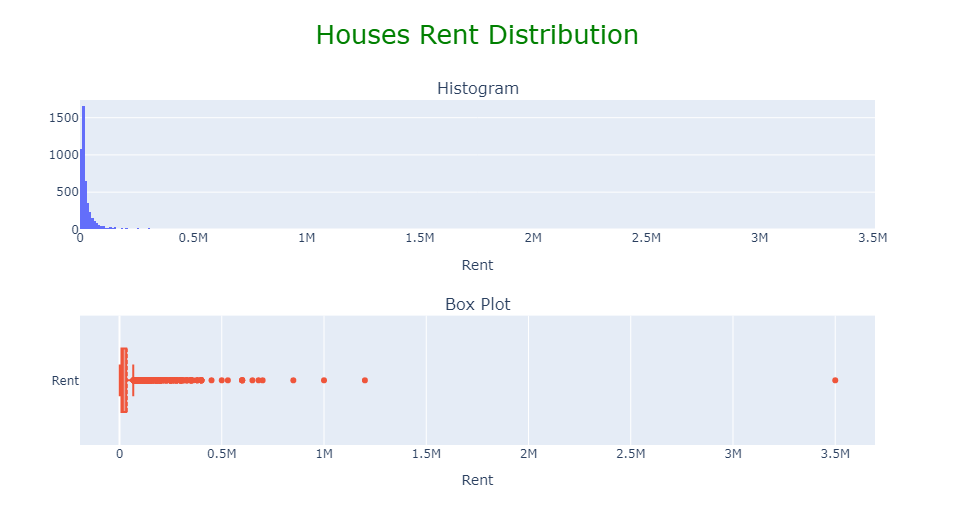 Houses Rent Distribution
Histogram
1500
1000
500
0
0 0.5M 1M 1.5M 2M 2.5M 3M 3.5M
Rent
Box Plot
Rent
0 0.5M 1M 1.5M 2M 2.5M 3M 3.5M
Rent